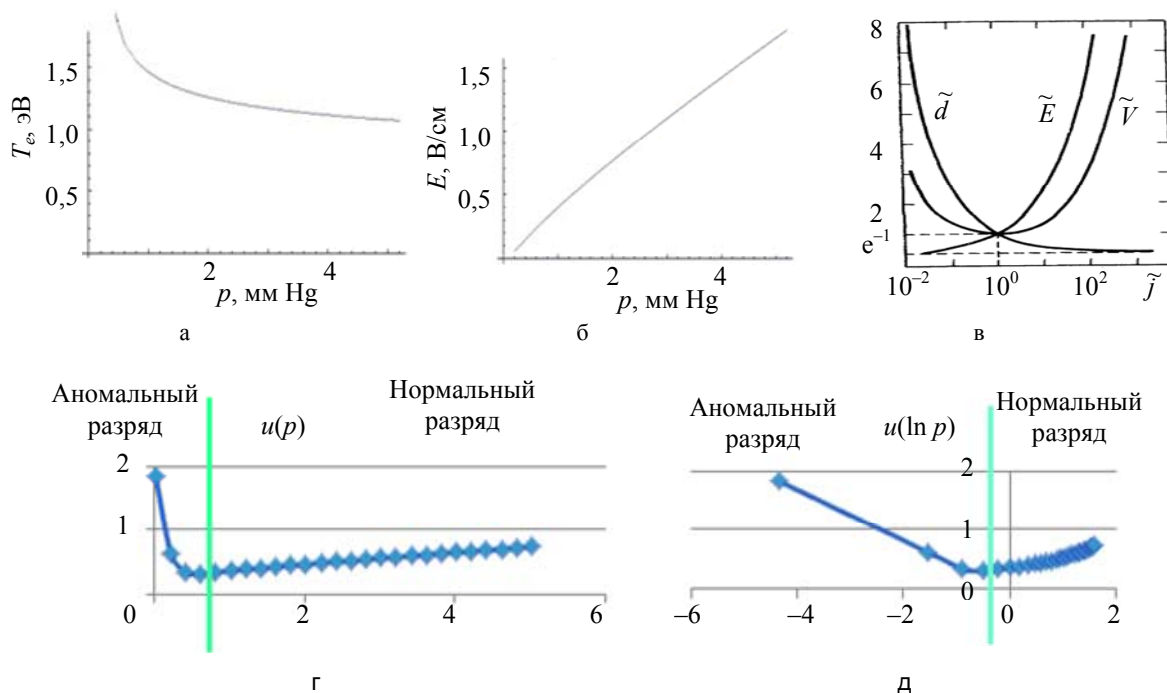 1,5
1,0
0,5
Tₑ, эВ
2
4
p, мм Hg
а
1,5
1,0
0,5
E, В/см
2
4
p, мм Hg
б
8
6
4
2
e⁻¹
d̃
Ẽ
Ṽ
10⁻²
10⁰
10²
j̃
в
Аномальный
разряд
u(p)
Нормальный
разряд
2
1
0
2
4
6
г
Аномальный
разряд
u(ln p)
Нормальный
разряд
2
1
0
–6
–4
–2
0
2
д